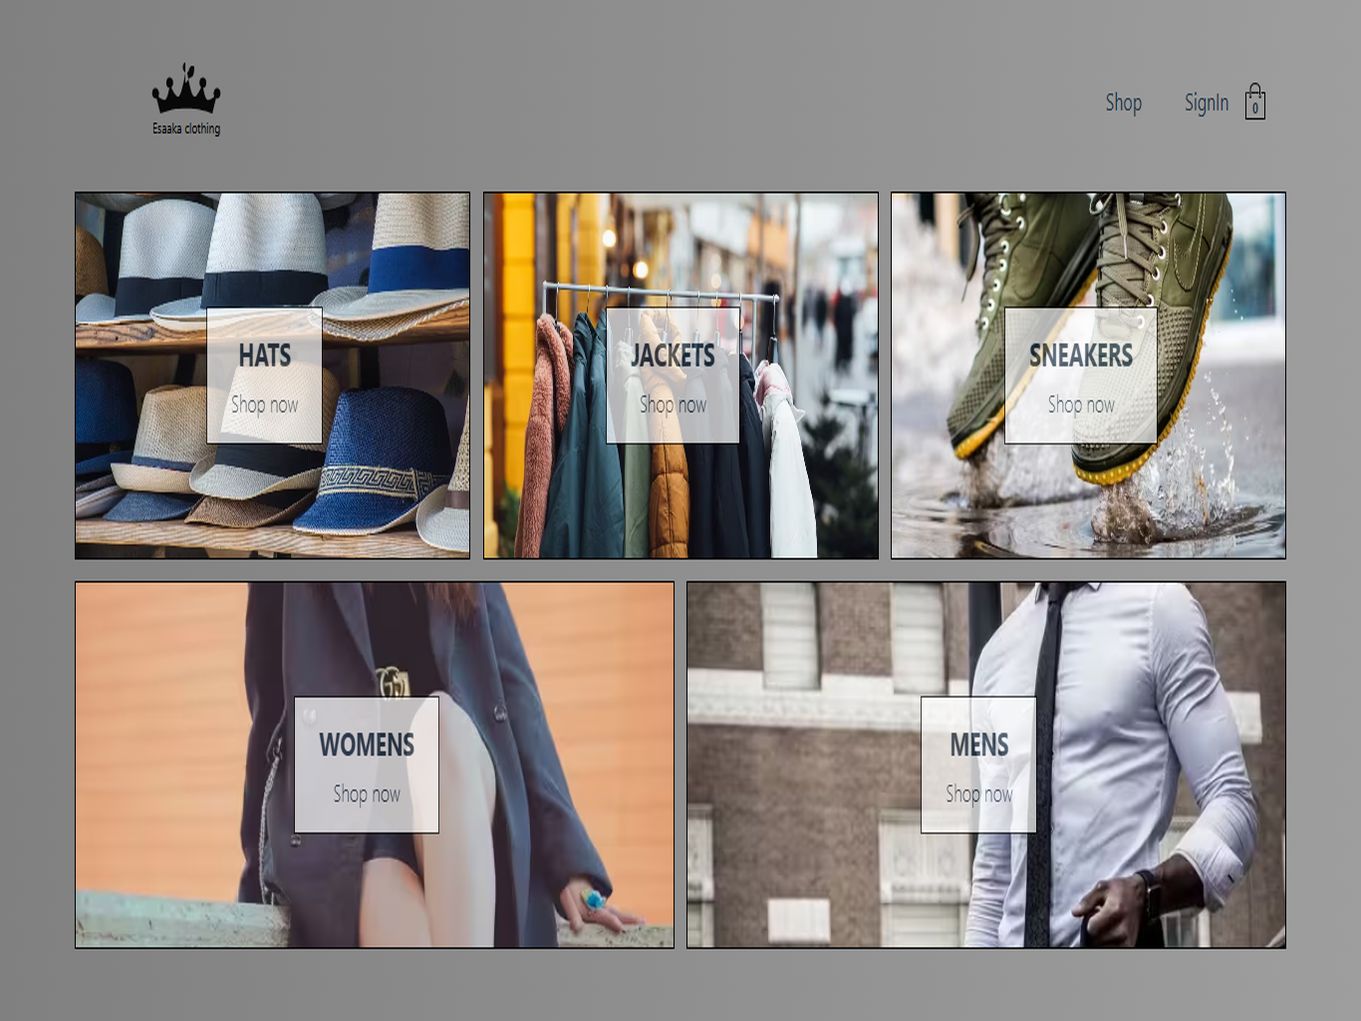 Esaaka clothing
Shop
SignIn
0
HATS
Shop now
JACKETS
Shop now
SNEAKERS
Shop now
WOMENS
Shop now
MENS
Shop now